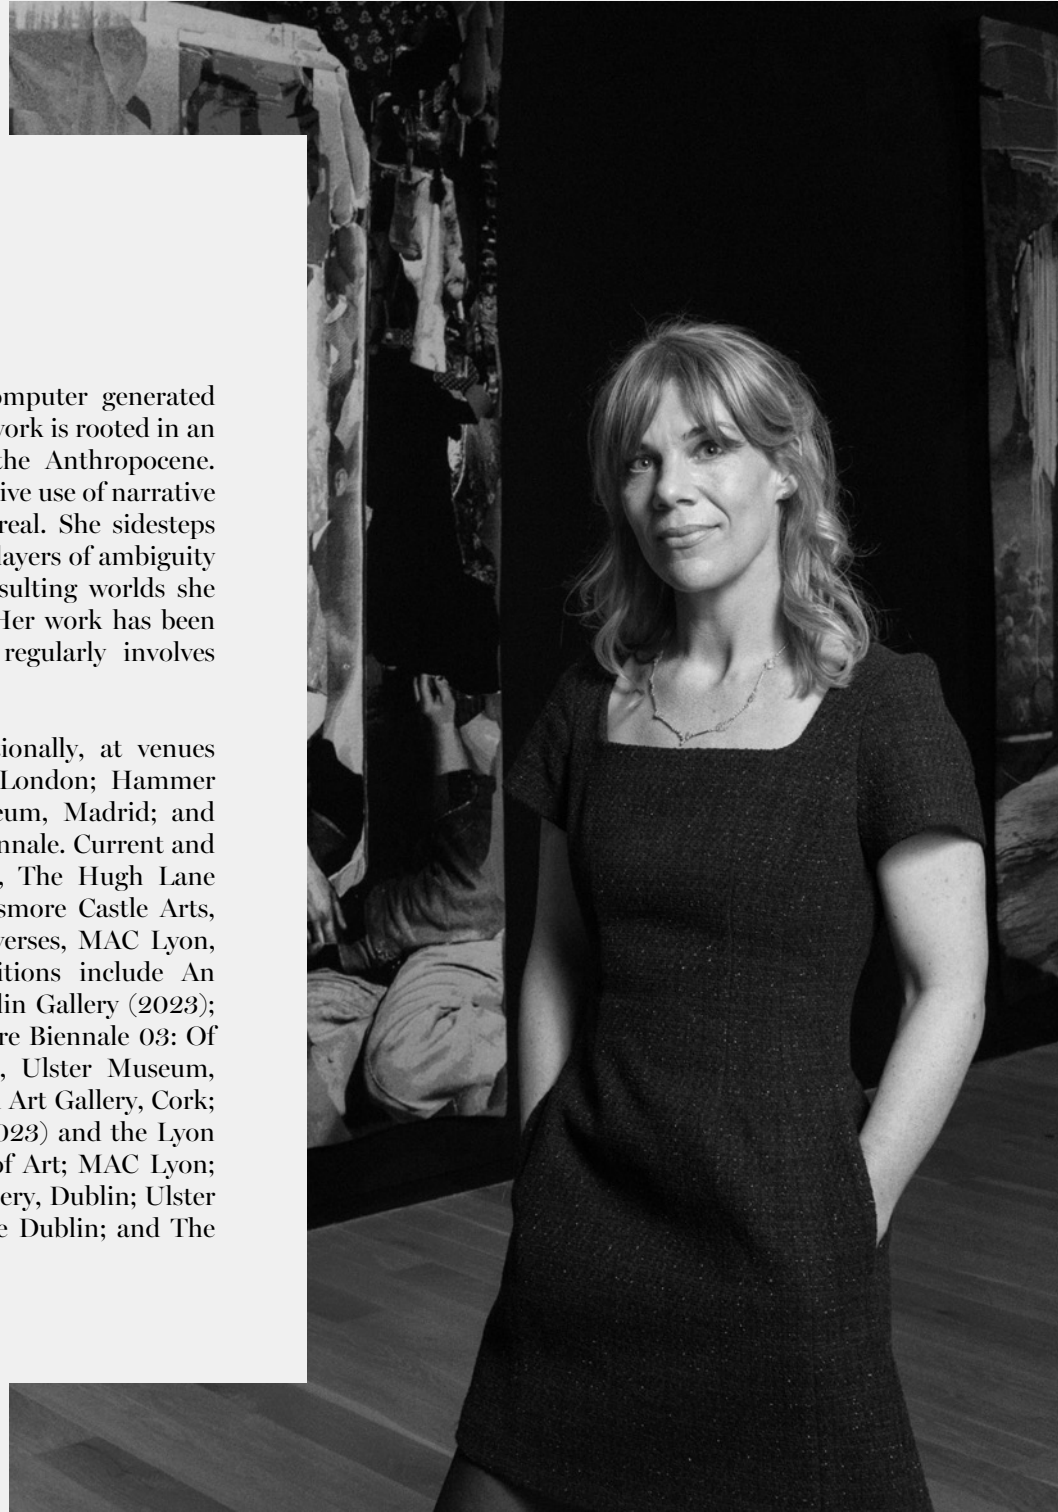 omputer generated
work is rooted in an
the Anthropocene.
ive use of narrative
real. She sidesteps
layers of ambiguity
sulting worlds she
Her work has been
regularly involves
tionally, at venues
London; Hammer
eum, Madrid; and
nnale. Current and
, The Hugh Lane
smore Castle Arts,
verses, MAC Lyon,
itions include An
lin Gallery (2023);
re Biennale 03: Of
, Ulster Museum,
Art Gallery, Cork;
023) and the Lyon
of Art; MAC Lyon;
ery, Dublin; Ulster
e Dublin; and The